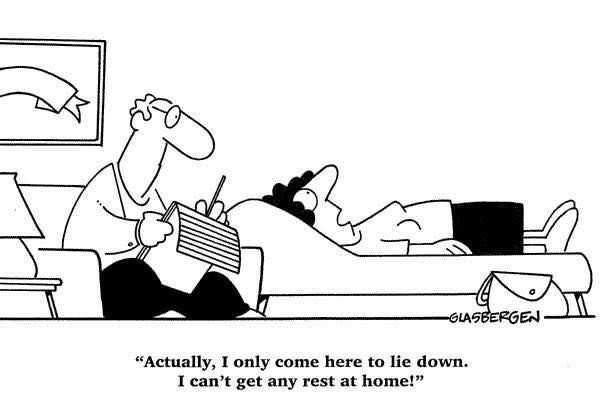 GLASBERGEN
“Actually, I only come here to lie down.
I can’t get any rest at home!”